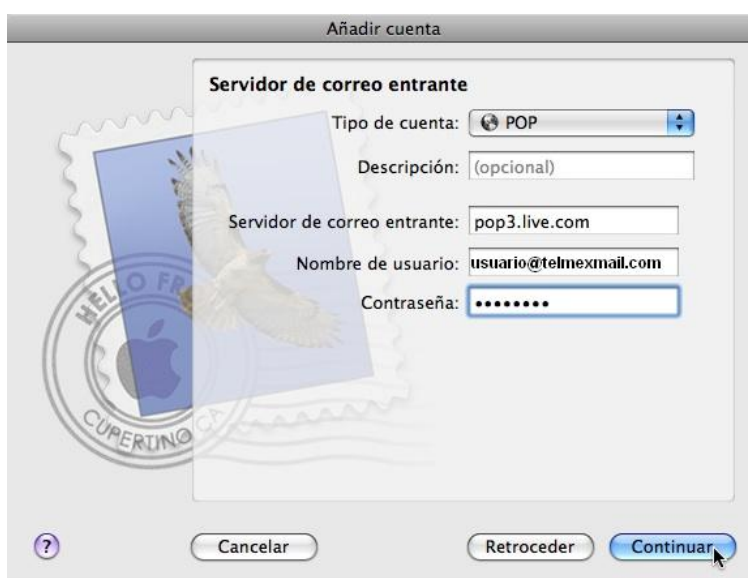 Añadir cuenta
Servidor de correo entrante
Tipo de cuenta: POP
Descripción: (opcional)
Servidor de correo entrante: pop3.live.com
Nombre de usuario: usuario@telmexmail.com
Contraseña: ••••••••
HELLO FR
CUPERTINO CA
? Cancelar Retroceder Continuar